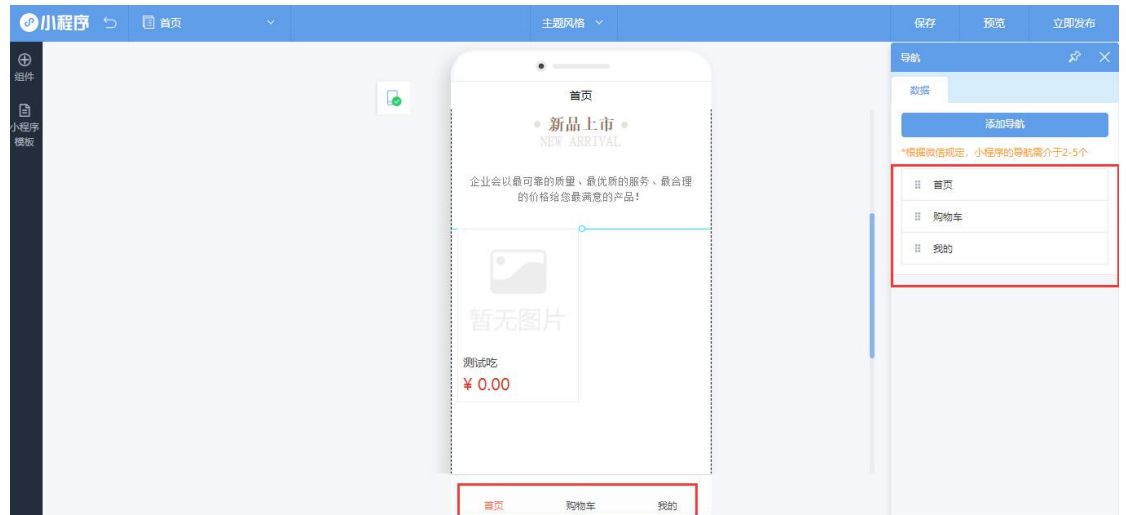 小程序
首页
主题风格
保存
预览
立即发布
组件
小程序
模板
首页
新品上市
NEW ARRIVAL
企业会以最可靠的质量、最优质的服务、最合理
的价格给您最满意的产品!
暂无图片
测试吃
¥ 0.00
首页
购物车
我的
导航
数据
添加导航
*根据微信规定，小程序的导航需介于2-5个
首页
购物车
我的